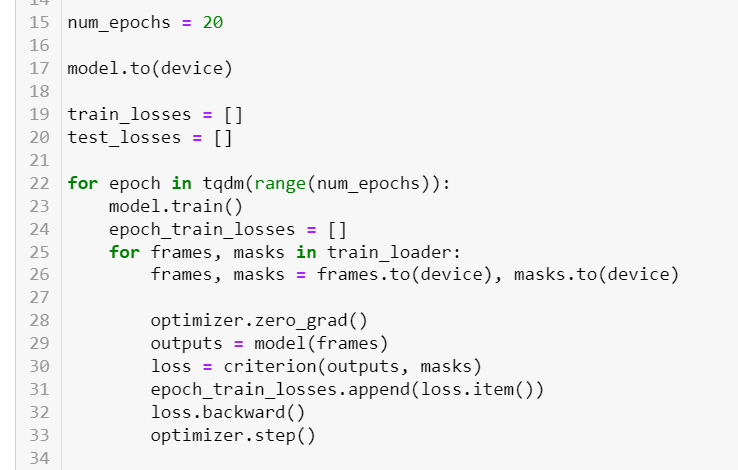 14
15 num_epochs = 20
16
17 model.to(device)
18
19 train_losses = []
20 test_losses = []
21
22 for epoch in tqdm(range(num_epochs)):
23     model.train()
24     epoch_train_losses = []
25     for frames, masks in train_loader:
26         frames, masks = frames.to(device), masks.to(device)
27
28         optimizer.zero_grad()
29         outputs = model(frames)
30         loss = criterion(outputs, masks)
31         epoch_train_losses.append(loss.item())
32         loss.backward()
33         optimizer.step()
34